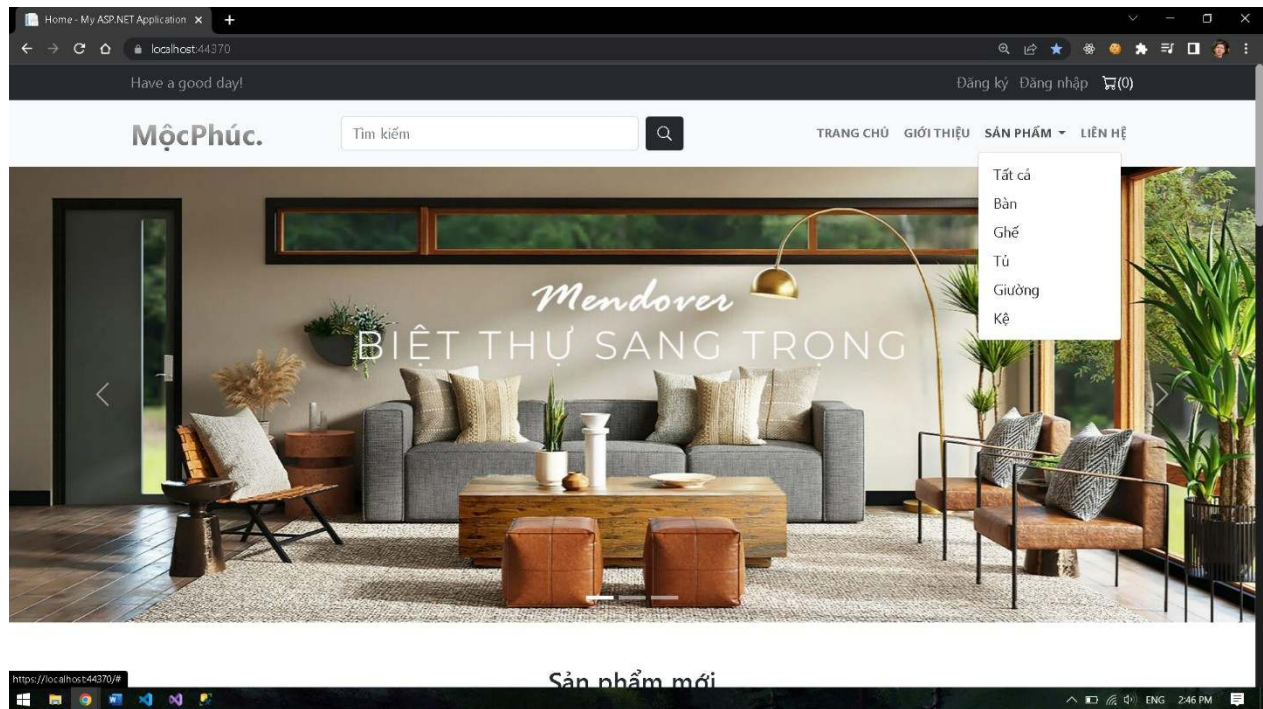 Home - My ASP.NET Application
localhost:44370
Have a good day!
Đăng ký Đăng nhập (0)
MộcPhúc.
Tìm kiếm
TRANG CHỦ GIỚI THIỆU SẢN PHẨM LIÊN HỆ
Tất cả
Bàn
Ghế
Tủ
Giường
Kệ
Mendover
BIỆT THỰ SANG TRỌNG
Sản phẩm mới
https://localhost:44370/#
ENG 2:46 PM